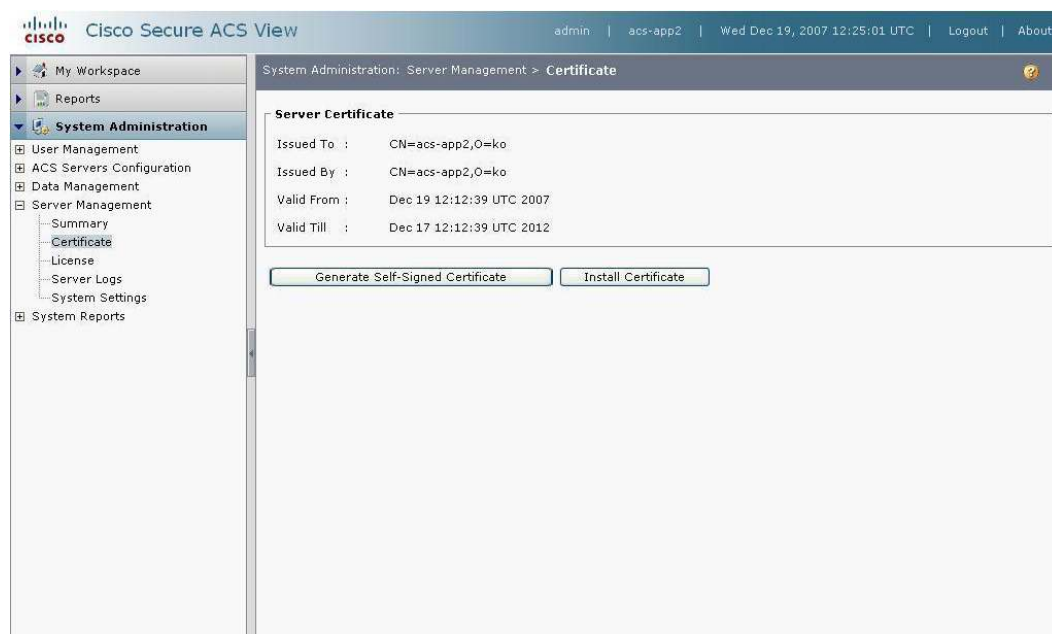 cisco Cisco Secure ACS View admin | acs-app2 | Wed Dec 19, 2007 12:25:01 UTC | Logout | About
My Workspace
Reports
System Administration
User Management
ACS Servers Configuration
Data Management
Server Management
Summary
Certificate
License
Server Logs
System Settings
System Reports
System Administration: Server Management > Certificate
Server Certificate
Issued To : CN=acs-app2,O=ko
Issued By : CN=acs-app2,O=ko
Valid From : Dec 19 12:12:39 UTC 2007
Valid Till : Dec 17 12:12:39 UTC 2012
Generate Self-Signed Certificate Install Certificate